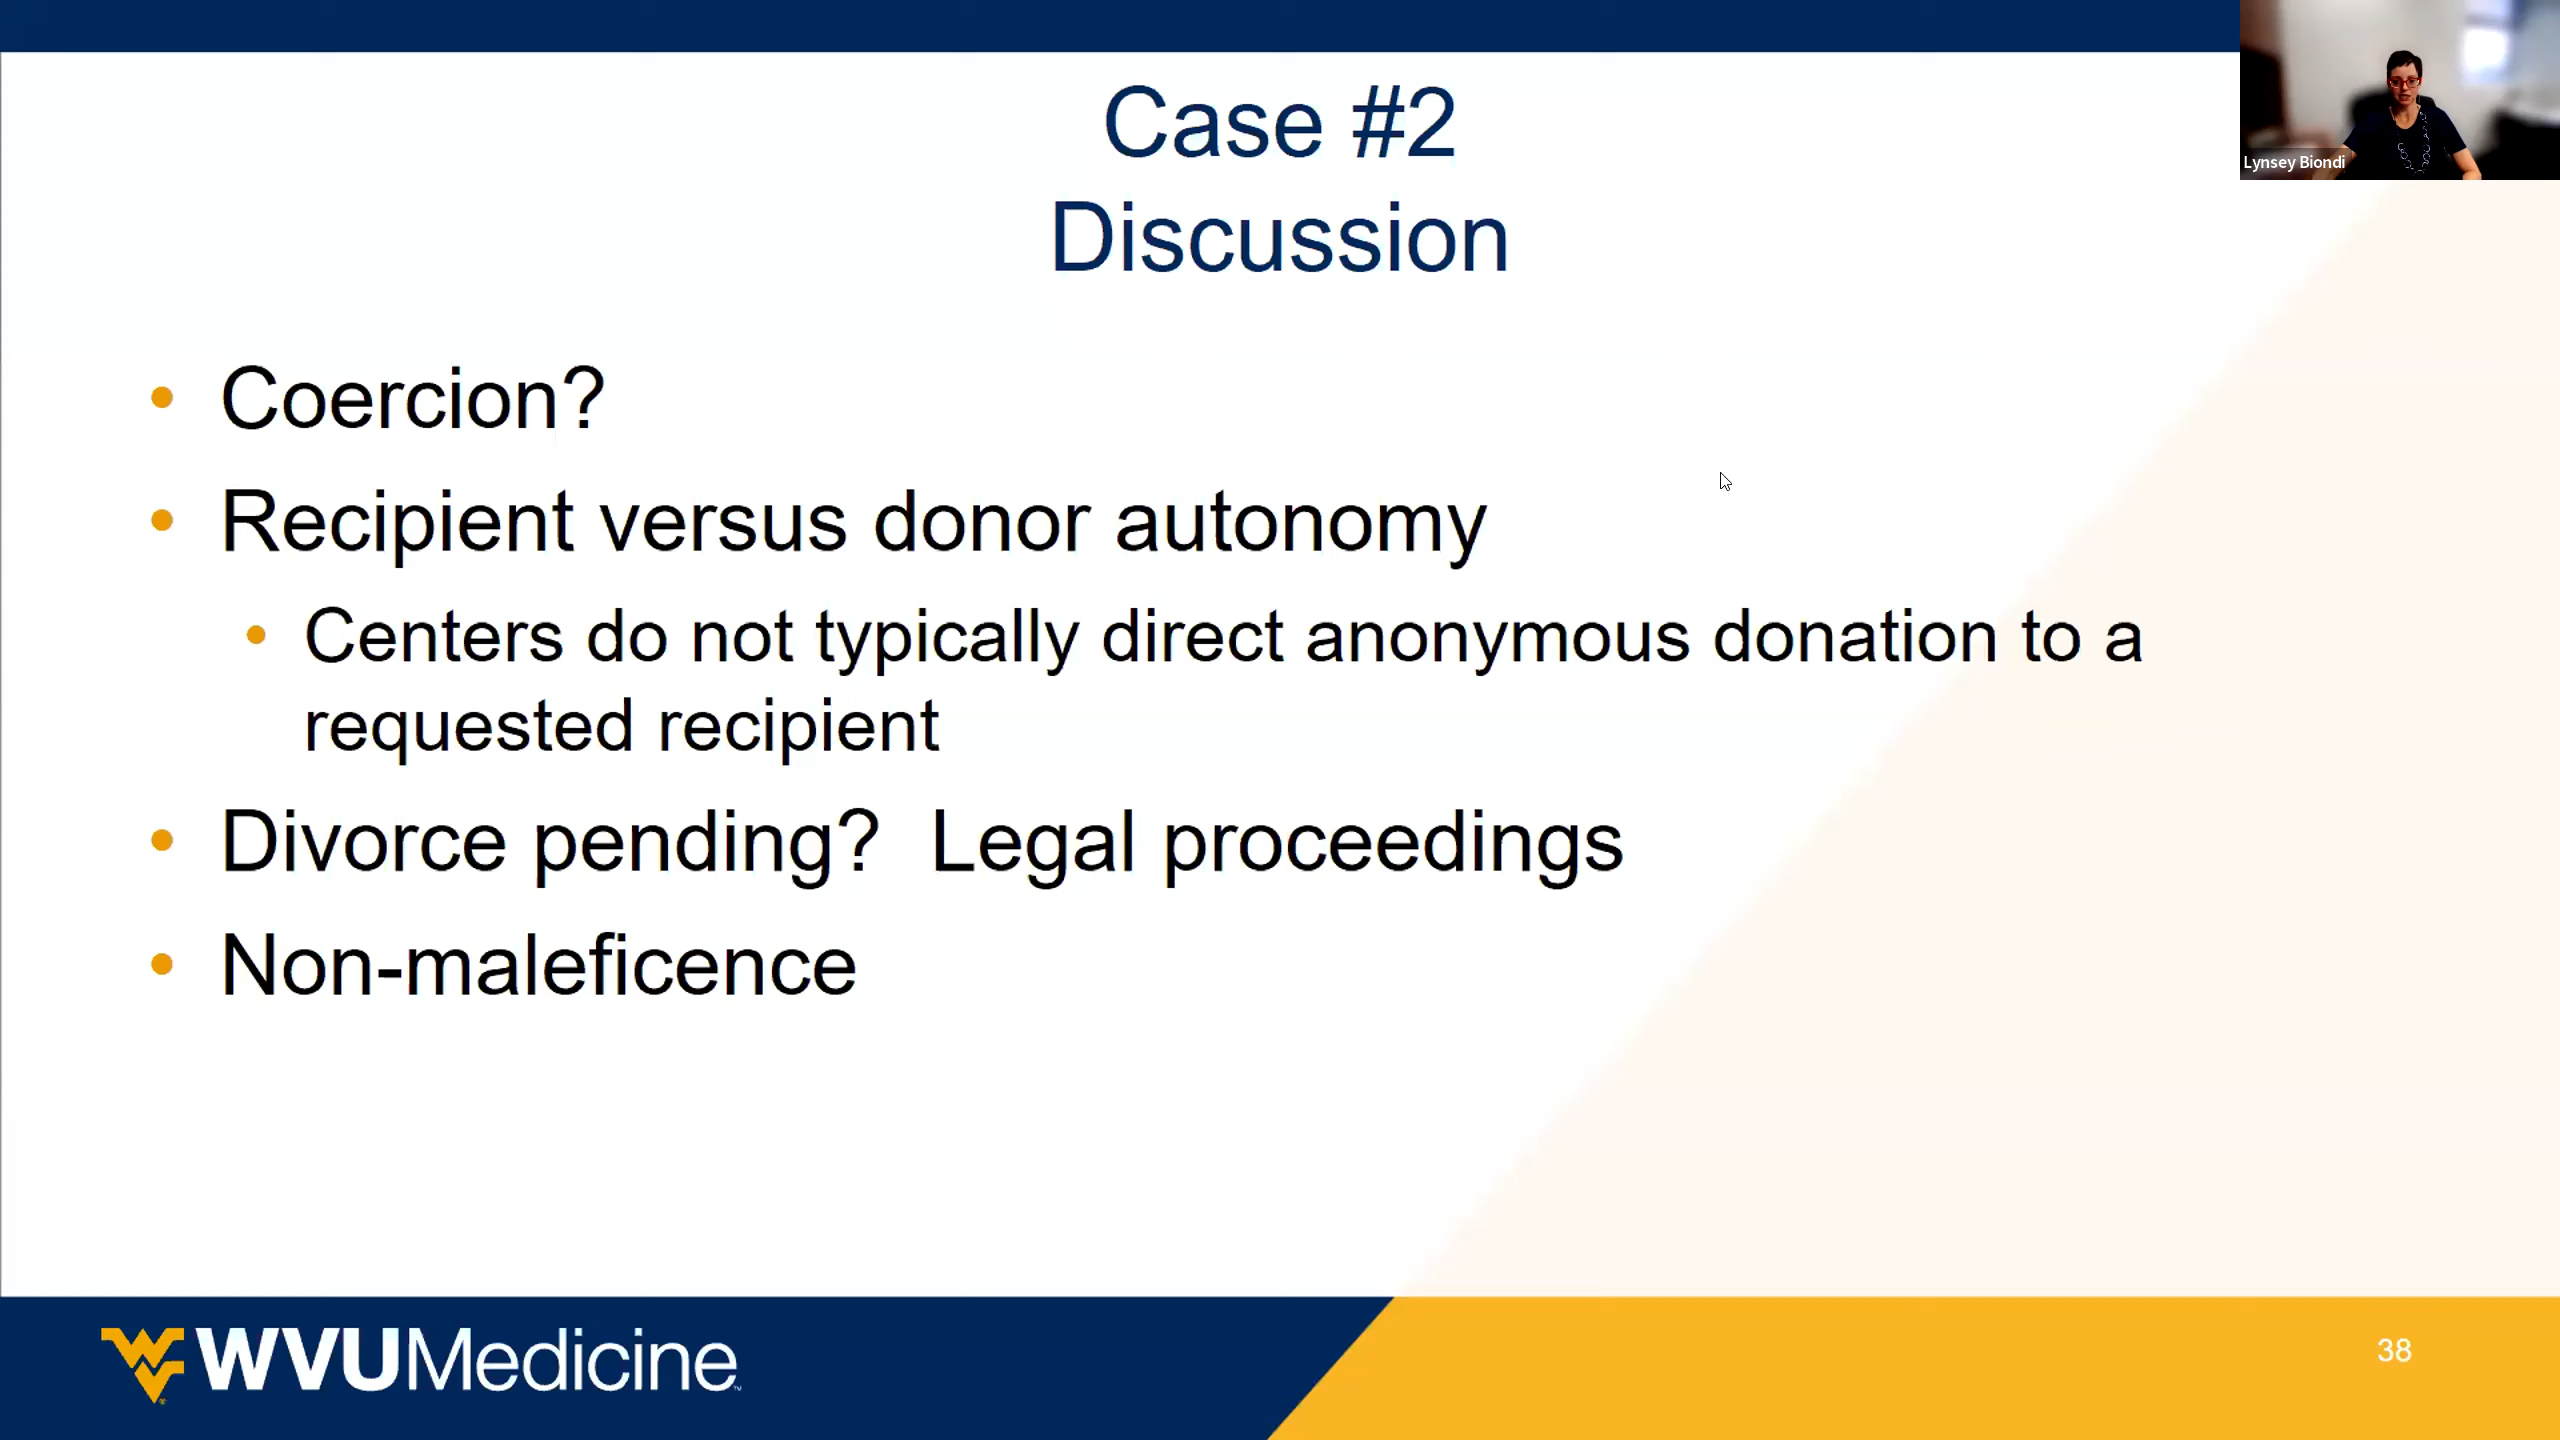 Case #2
Discussion
Lynsey Biondi
• Coercion?
• Recipient versus donor autonomy
• Centers do not typically direct anonymous donation to a
requested recipient
• Divorce pending?  Legal proceedings
• Non-maleficence
WVUMedicine™
38